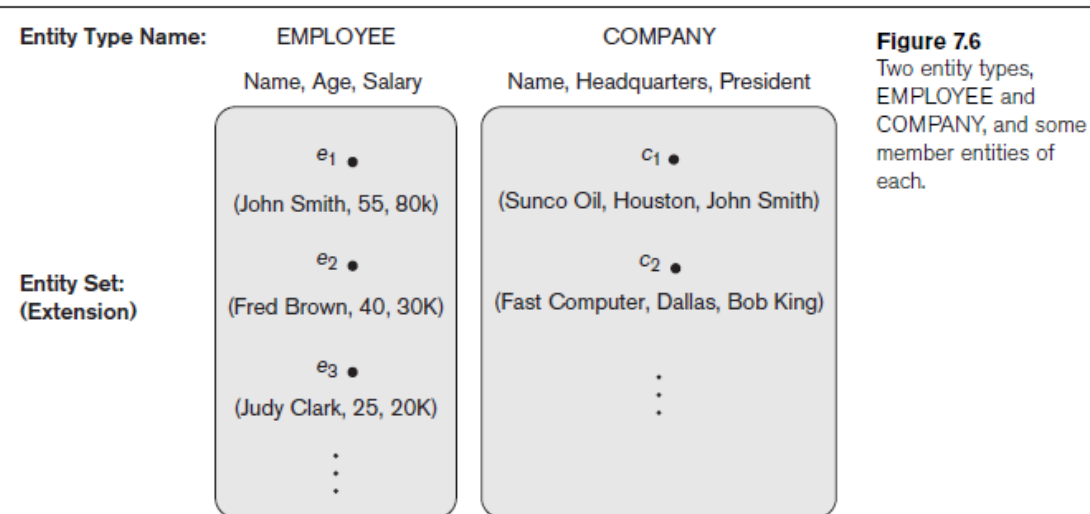 Entity Type Name: EMPLOYEE COMPANY
Name, Age, Salary Name, Headquarters, President
e1 c1
(John Smith, 55, 80k) (Sunco Oil, Houston, John Smith)
e2 c2
Entity Set:
(Extension)
(Fred Brown, 40, 30K) (Fast Computer, Dallas, Bob King)
e3
(Judy Clark, 25, 20K)
Figure 7.6
Two entity types,
EMPLOYEE and
COMPANY, and some
member entities of
each.